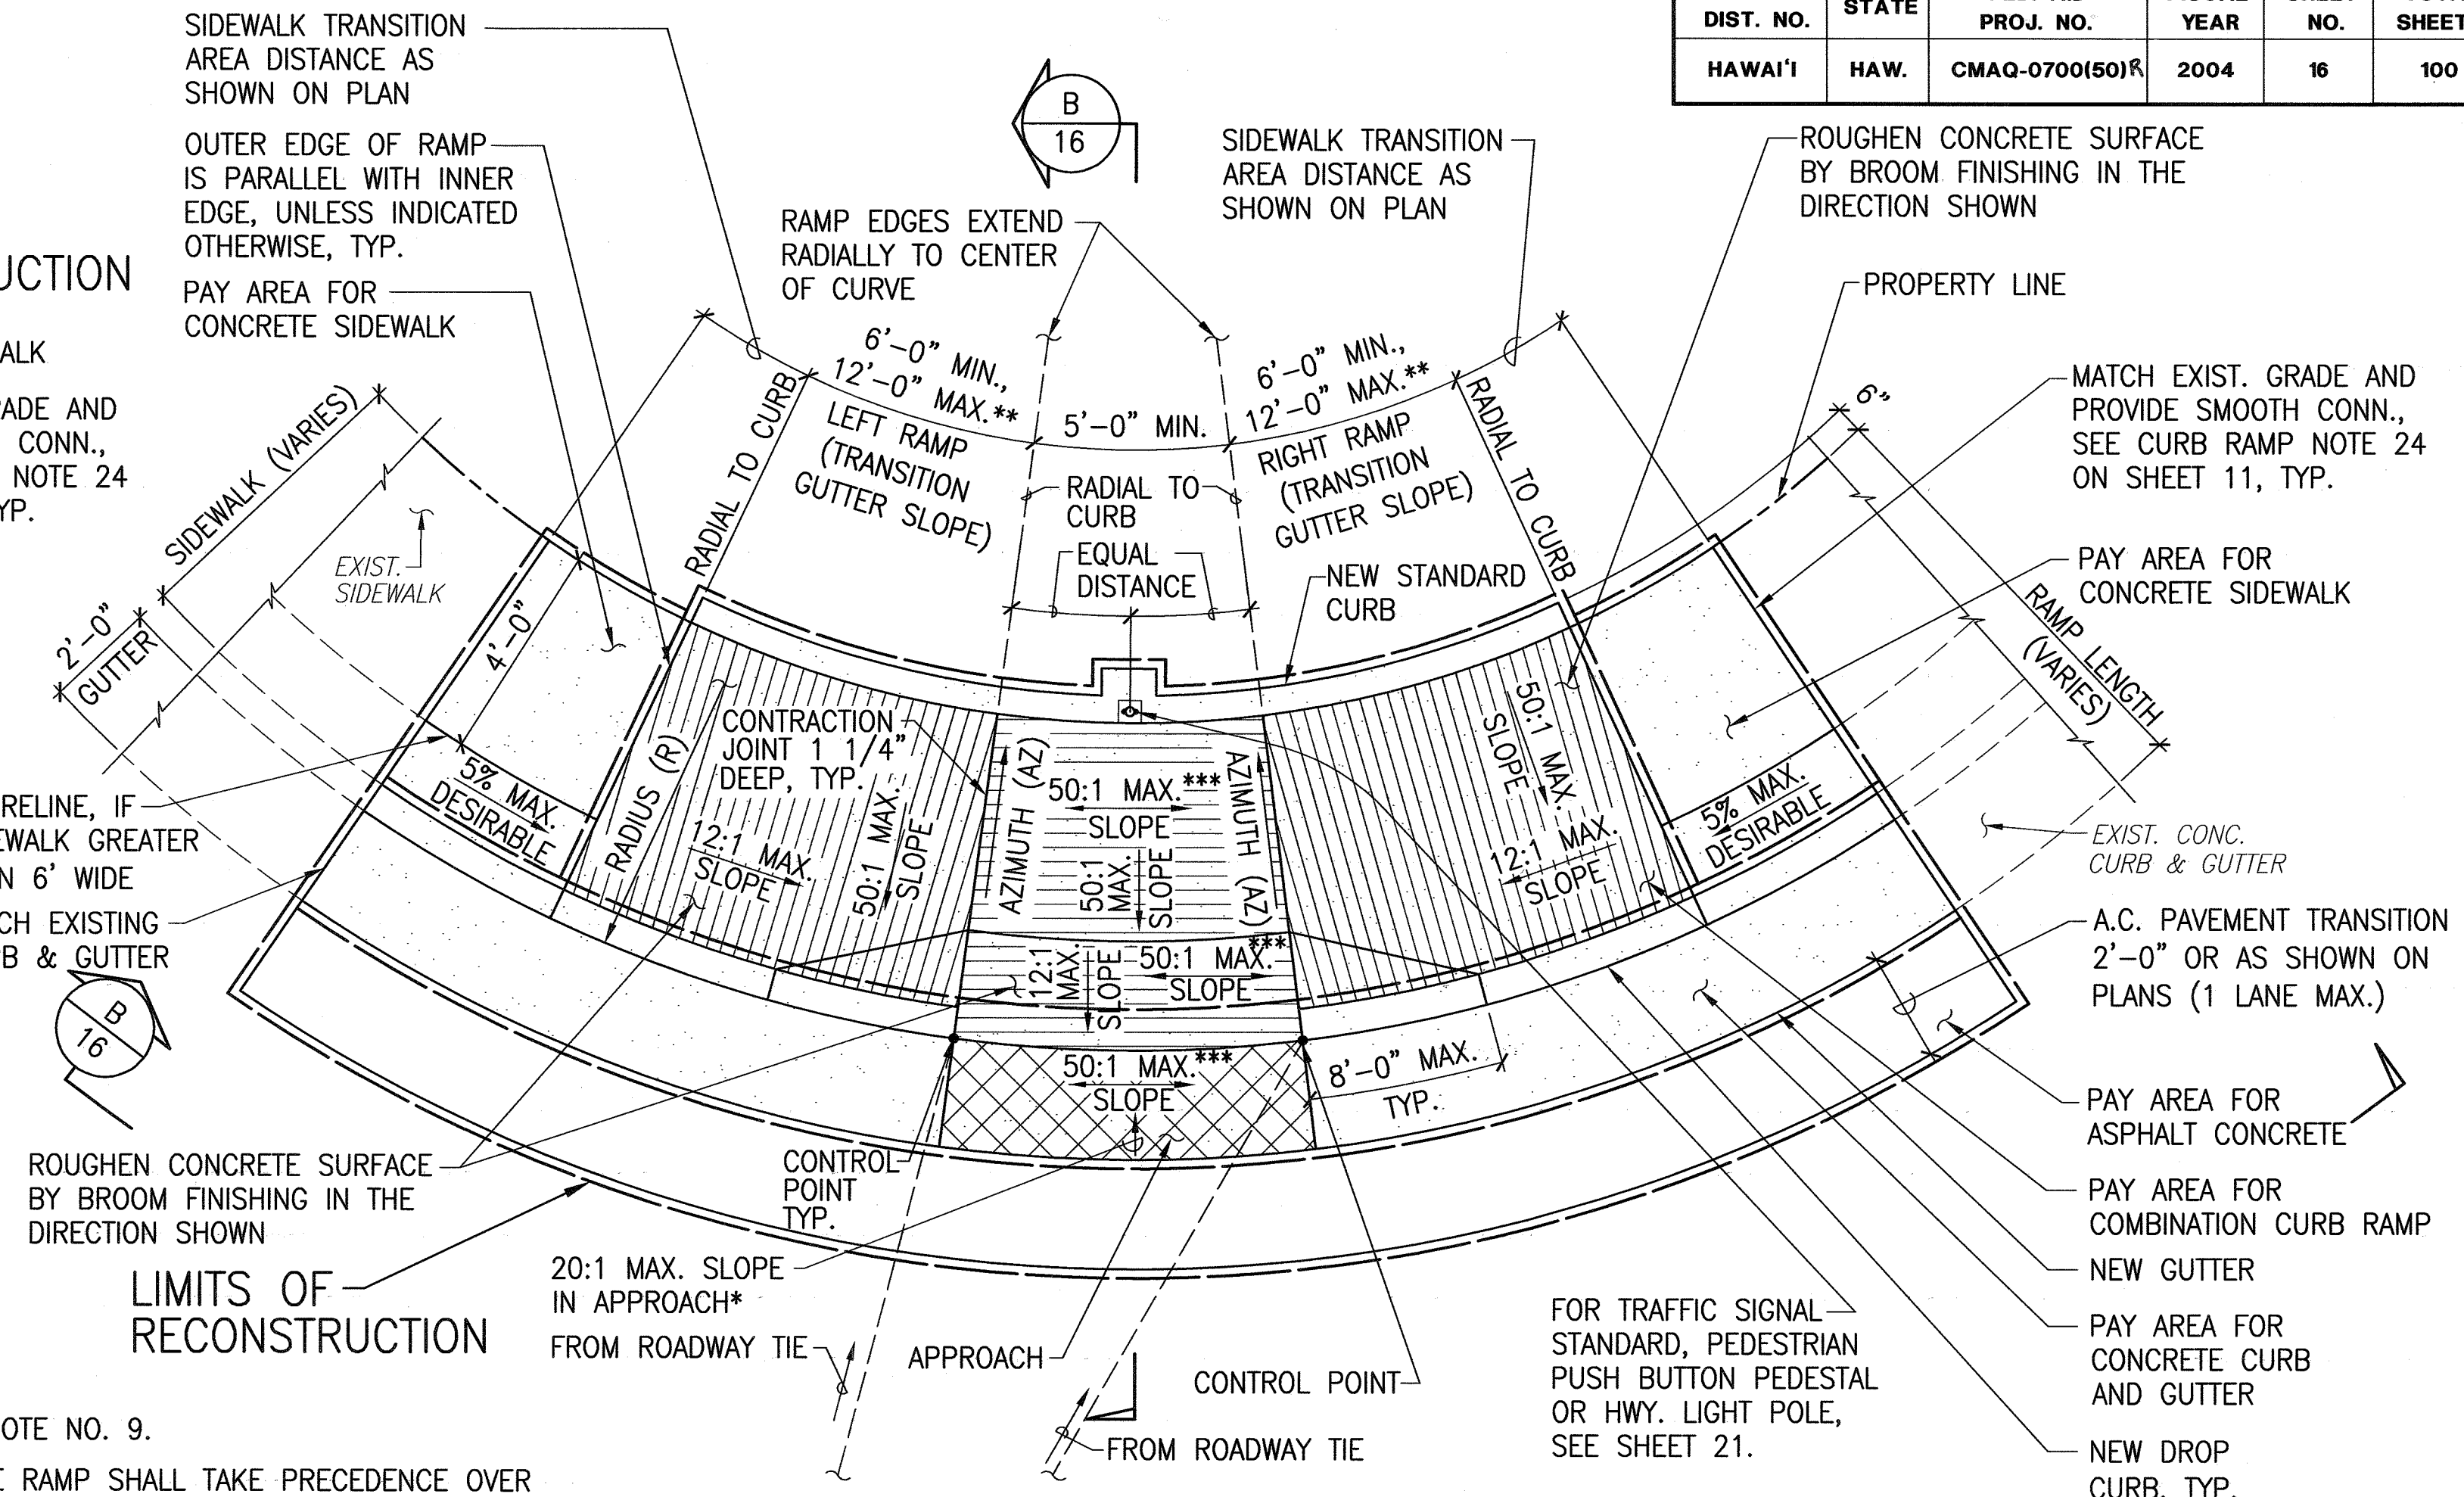 SIDEWALK TRANSITION
AREA DISTANCE AS
SHOWN ON PLAN
OUTER EDGE OF RAMP
IS PARALLEL WITH INNER
EDGE, UNLESS INDICATED
OTHERWISE, TYP.
PAY AREA FOR
CONCRETE SIDEWALK
UCTION
ALK
RADE AND
CONN.,
NOTE 24
YP.
B
16
RAMP EDGES EXTEND
RADIALLY TO CENTER
OF CURVE
SIDEWALK TRANSITION
AREA DISTANCE AS
SHOWN ON PLAN
DIST. NO.
STATE
PROJ. NO.
YEAR
NO.
HAWAI'I
HAW.
CMAQ-0700(50)R
2004
16
100
ROUGHEN CONCRETE SURFACE
BY BROOM FINISHING IN THE
DIRECTION SHOWN
PROPERTY LINE
MATCH EXIST. GRADE AND
PROVIDE SMOOTH CONN.,
SEE CURB RAMP NOTE 24
ON SHEET 11, TYP.
PAY AREA FOR
CONCRETE SIDEWALK
6'-0" MIN.,
12'-0" MAX.**
LEFT RAMP
(TRANSITION
GUTTER SLOPE)
5'-0" MIN.
6'-0" MIN.,
12'-0" MAX.**
RIGHT RAMP
(TRANSITION
GUTTER SLOPE)
RADIAL TO CURB
RADIAL TO CURB
RADIAL TO
CURB
EQUAL
DISTANCE
NEW STANDARD
CURB
6"
RAMP LENGTH
(VARIES)
SIDEWALK (VARIES)
EXIST.
SIDEWALK
2'-0"
GUTTER
4'-0"
5% MAX.
DESIRABLE
RADIUS (R)
CONTRACTION
JOINT 1 1/4"
DEEP, TYP.
12:1 MAX.
SLOPE
50:1 MAX.
SLOPE
AZIMUTH (AZ)
50:1 MAX.***
SLOPE
50:1
MAX.
SLOPE
AZIMUTH (AZ)
12:1
MAX.
SLOPE
50:1 MAX.***
SLOPE
50:1 MAX.***
SLOPE
50:1 MAX.
SLOPE
12:1 MAX.
SLOPE
5% MAX.
DESIRABLE
8'-0" MAX.
TYP.
RELINE, IF
EWALK GREATER
N 6' WIDE
CH EXISTING
B & GUTTER
B
16
ROUGHEN CONCRETE SURFACE
BY BROOM FINISHING IN THE
DIRECTION SHOWN
LIMITS OF
RECONSTRUCTION
CONTROL
POINT
TYP.
20:1 MAX. SLOPE
IN APPROACH*
FROM ROADWAY TIE
APPROACH
CONTROL POINT
FROM ROADWAY TIE
FOR TRAFFIC SIGNAL
STANDARD, PEDESTRIAN
PUSH BUTTON PEDESTAL
OR HWY. LIGHT POLE,
SEE SHEET 21.
EXIST. CONC.
CURB & GUTTER
A.C. PAVEMENT TRANSITION
2'-0" OR AS SHOWN ON
PLANS (1 LANE MAX.)
PAY AREA FOR
ASPHALT CONCRETE
PAY AREA FOR
COMBINATION CURB RAMP
NEW GUTTER
PAY AREA FOR
CONCRETE CURB
AND GUTTER
NEW DROP
CURB, TYP.
OTE NO. 9.
RAMP SHALL TAKE PRECEDENCE OVER